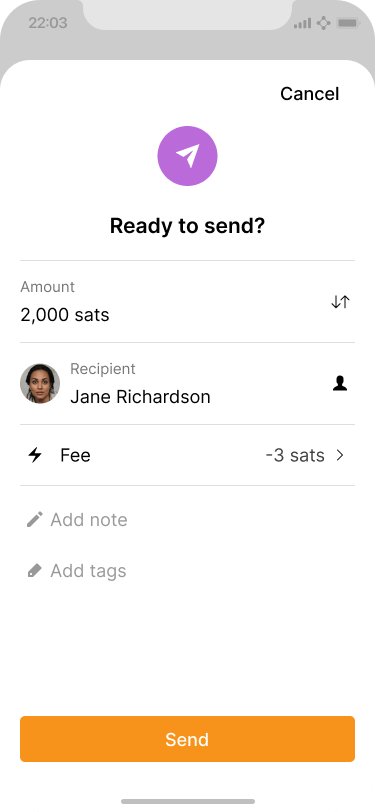 22:03
Cancel
Ready to send?
Amount
2,000 sats
Recipient
Jane Richardson
Fee
-3 sats
Add note
Add tags
Send